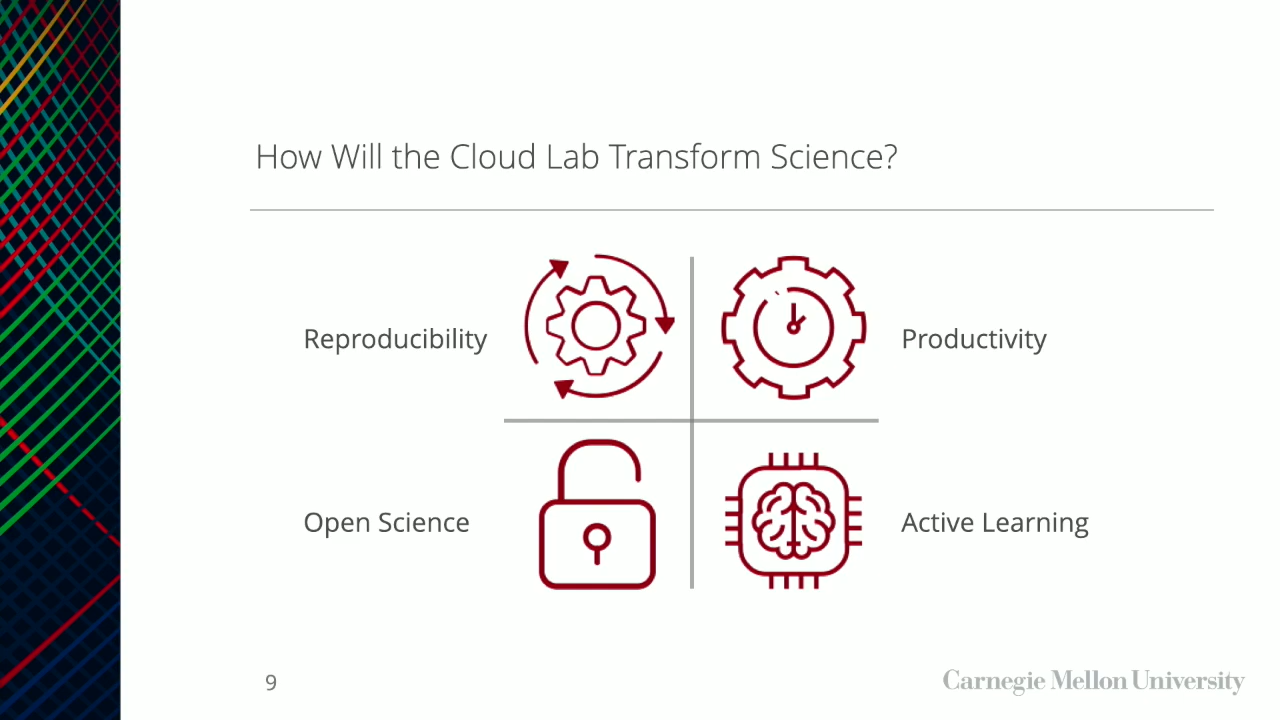 How Will the Cloud Lab Transform Science?
Reproducibility
Productivity
Open Science
Active Learning
9
Carnegie Mellon University